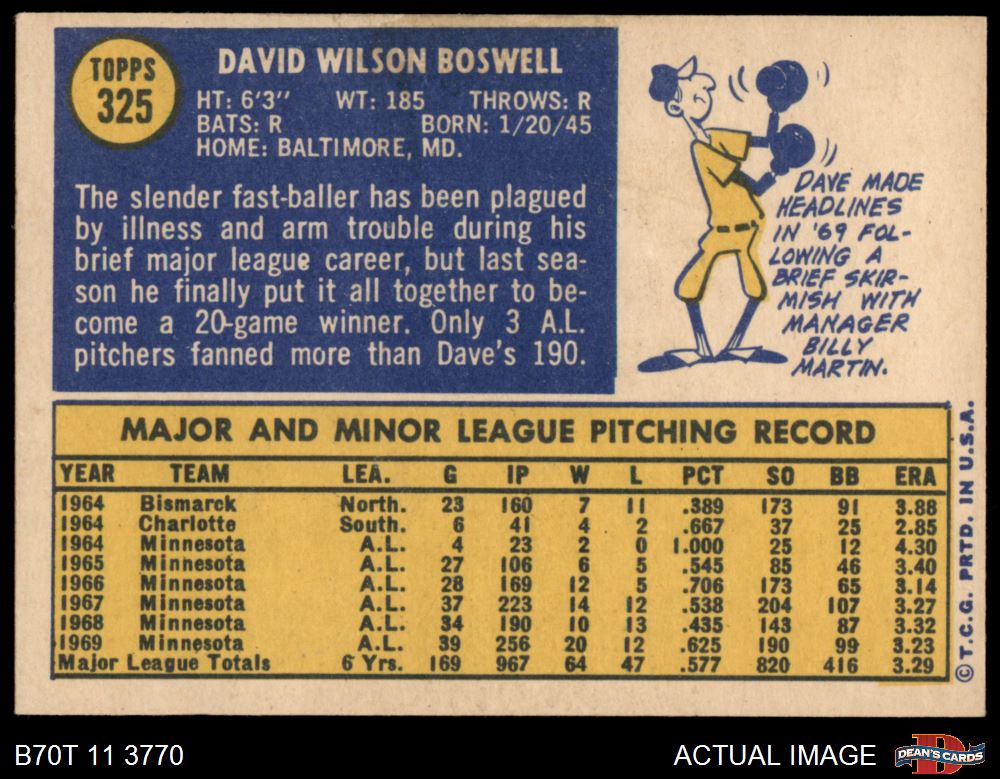 TOPPS
325
DAVID WILSON BOSWELL
HT: 6'3" WT: 185 THROWS: R
BATS: R BORN: 1/20/45
HOME: BALTIMORE, MD.
The slender fast-baller has been plagued
by illness and arm trouble during his
brief major league career, but last sea-
son he finally put it all together to be-
come a 20-game winner. Only 3 A.L.
pitchers fanned more than Dave's 190.
DAVE MADE
HEADLINES
IN '69 FOL-
LOWING A
BRIEF SKIR-
MISH WITH
MANAGER
BILLY
MARTIN.
MAJOR AND MINOR LEAGUE PITCHING RECORD
YEAR TEAM LEA. G IP W L PCT SO BB ERA
1964 Bismarck North. 23 160 7 11 .389 173 91 3.88
1964 Charlotte South. 6 41 4 2 .667 37 25 2.85
1964 Minnesota A.L. 4 23 2 0 1.000 25 12 4.30
1965 Minnesota A.L. 27 106 6 5 .545 85 46 3.40
1966 Minnesota A.L. 28 169 12 5 .706 173 65 3.14
1967 Minnesota A.L. 37 223 14 12 .538 204 107 3.27
1968 Minnesota A.L. 34 190 10 13 .435 143 87 3.32
1969 Minnesota A.L. 39 256 20 12 .625 190 99 3.23
Major League Totals 6 Yrs. 169 967 64 47 .577 820 416 3.29
© T.C.G. PRTD. IN U.S.A.
B70T 11 3770
ACTUAL IMAGE
DEAN'S CARDS